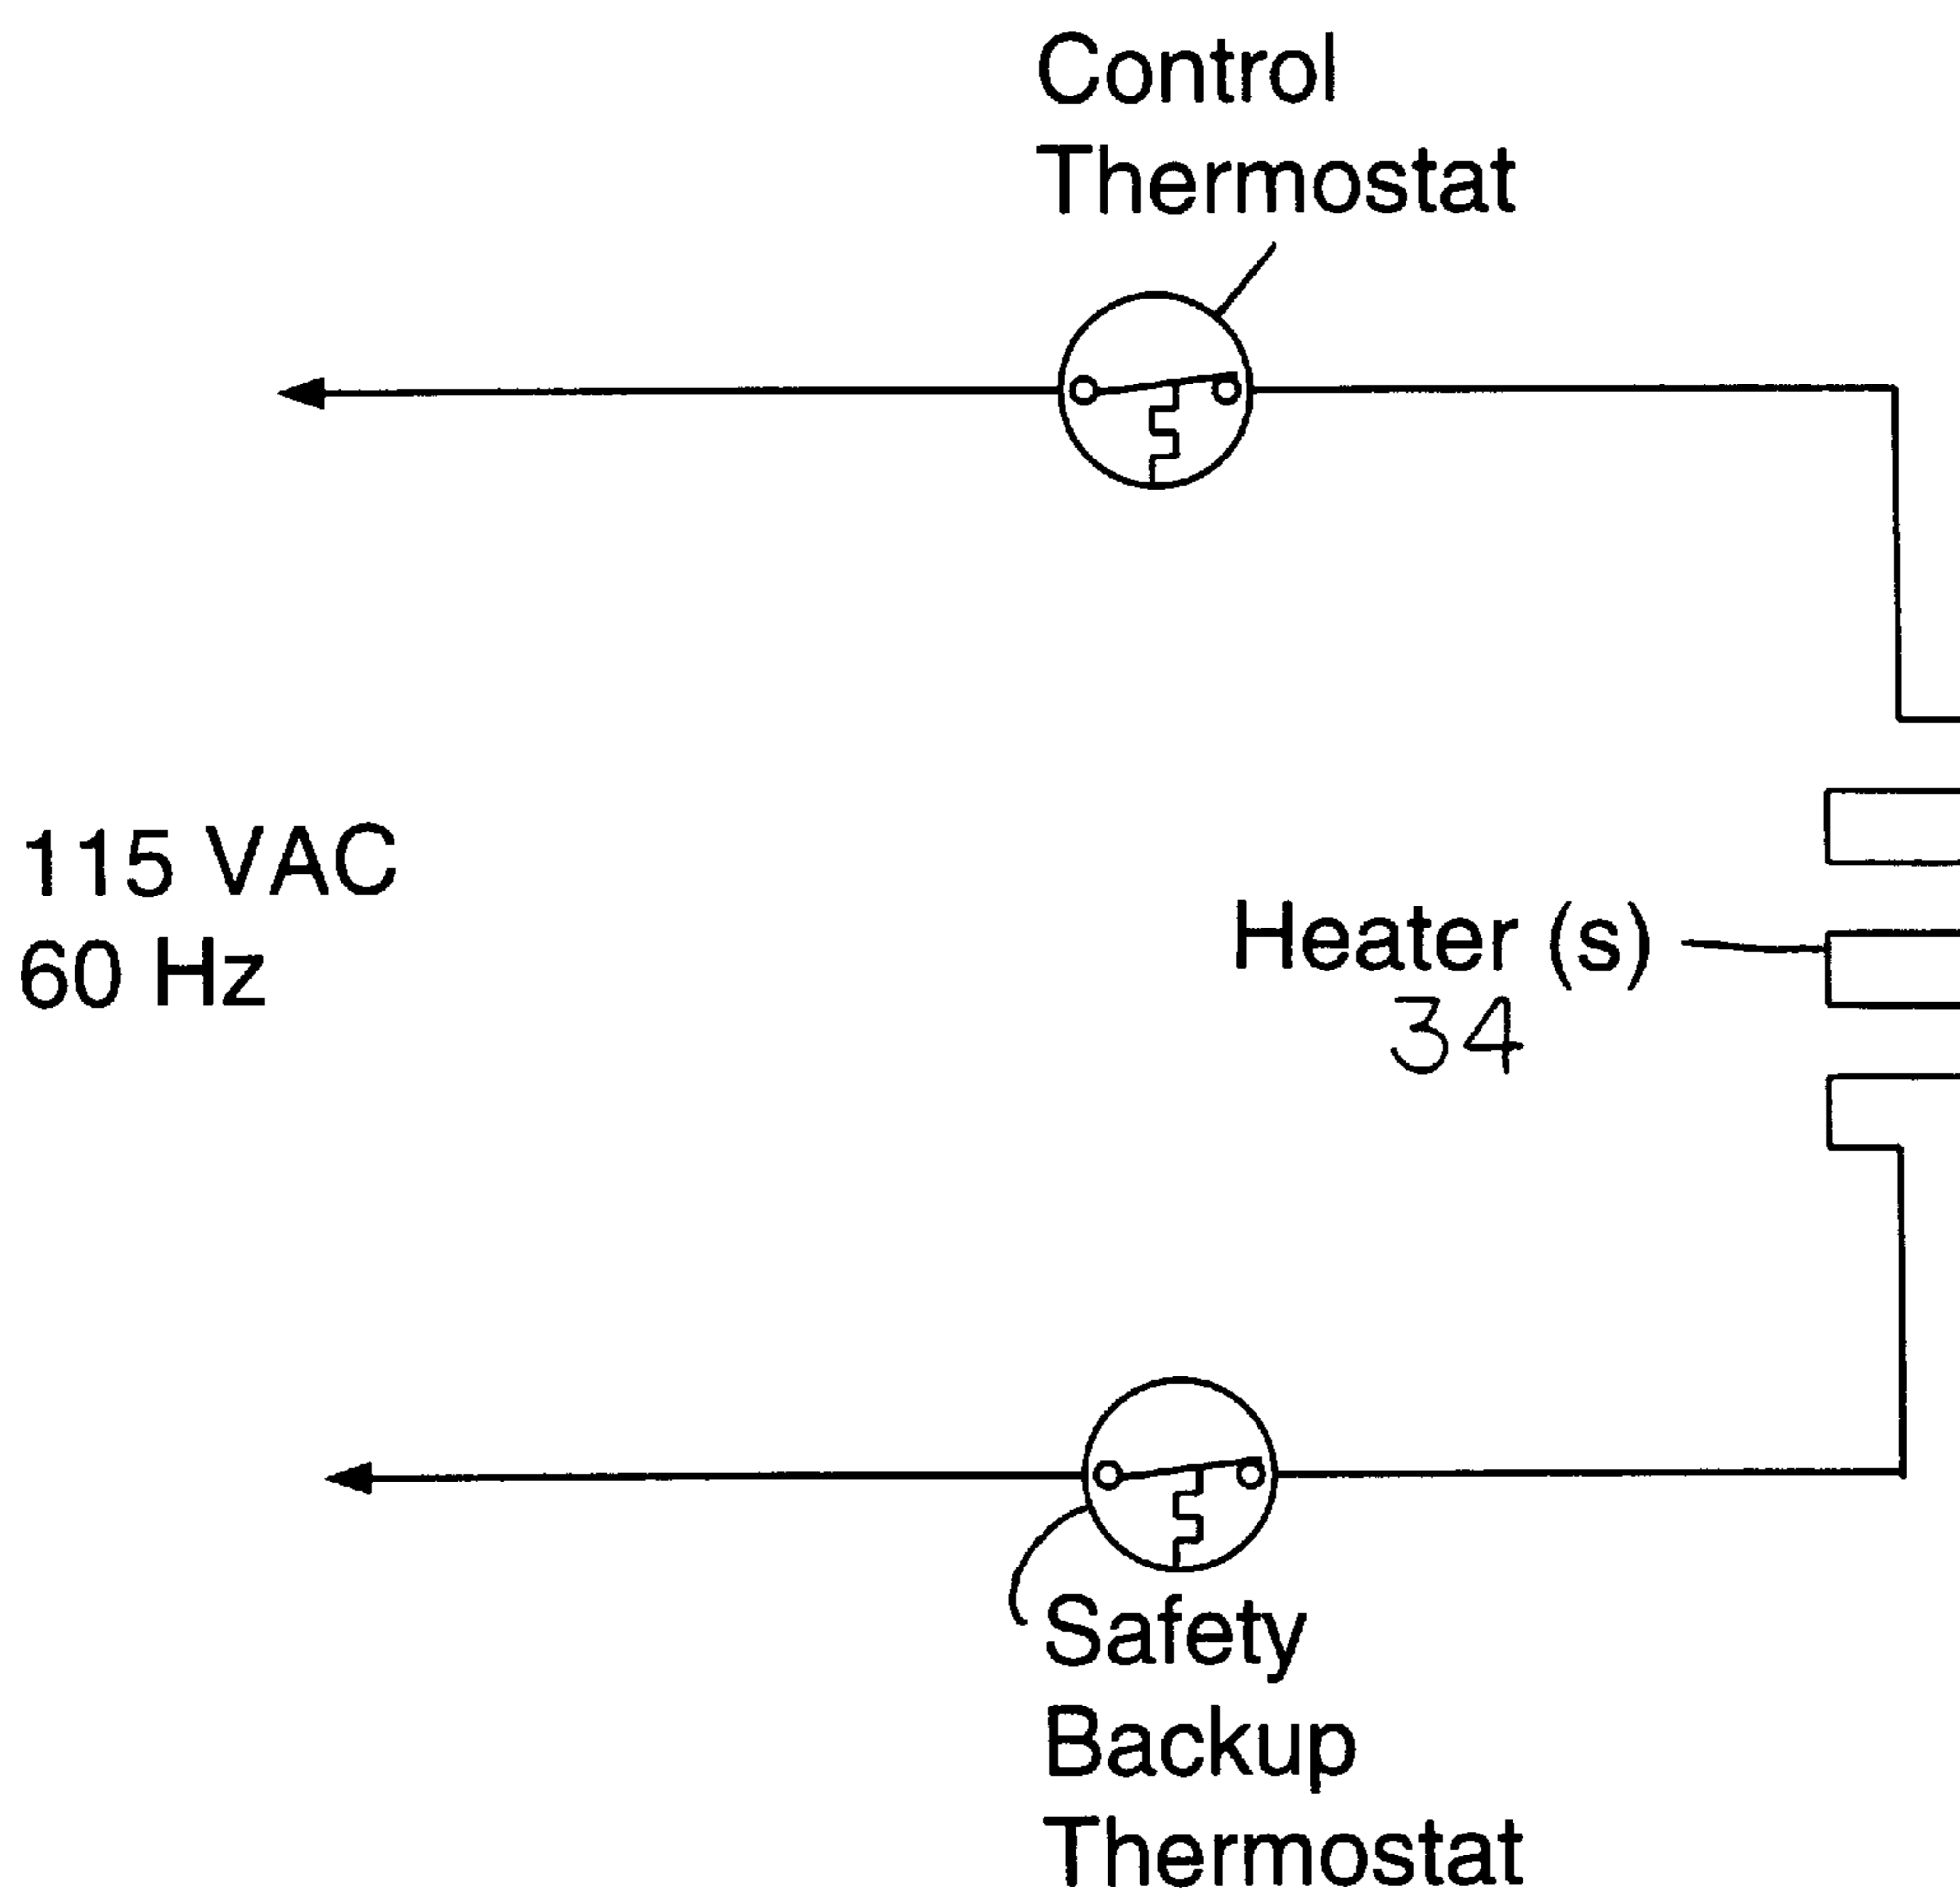 Control
Thermostat
115 VAC
60 Hz
Heater (s)
34
Safety
Backup
Thermostat